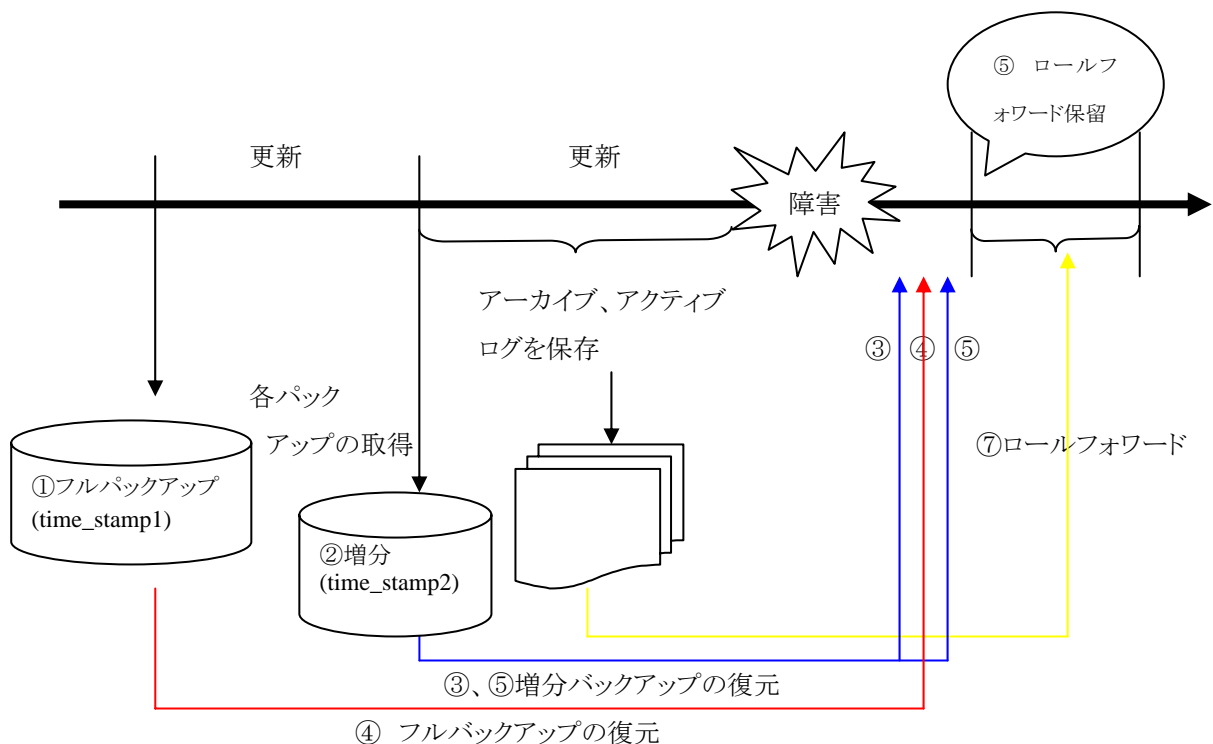 ⑤ ロールフ
ォワード保留
更新
更新
障害
アーカイブ、アクティブ
ログを保存
③
④
⑤
各パック
アップの取得
⑦ロールフォワード
①フルパックアップ
(time_stamp1)
②増分
(time_stamp2)
③、⑤増分バックアップの復元
④ フルバックアップの復元